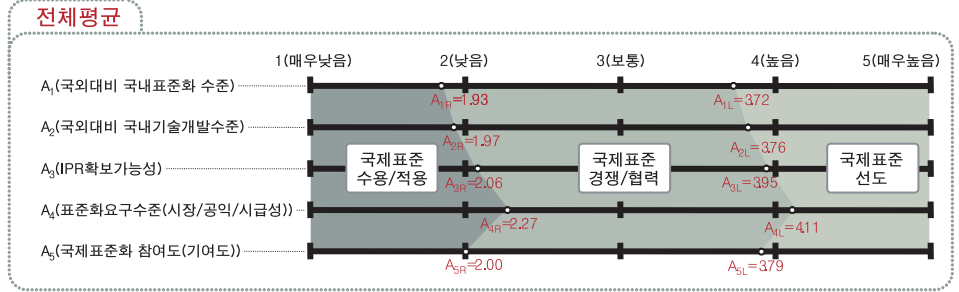 전체평균
1(매우낮음) 2(낮음) 3(보통) 4(높음) 5(매우높음)
A1(국외대비 국내표준화 수준)
A1R=1.93 A1L=3.72
A2(국외대비 국내기술개발수준)
A2R=1.97 A2L=3.76
A3(IPR확보가능성)
국제표준
수용/적용
국제표준
경쟁/협력
국제표준
선도
A3R=2.06 A3L=3.95
A4(표준화요구수준(시장/공익/시급성))
A4R=2.27 A4L=4.11
A5(국제표준화 참여도(기여도))
A5R=2.00 A5L=3.79